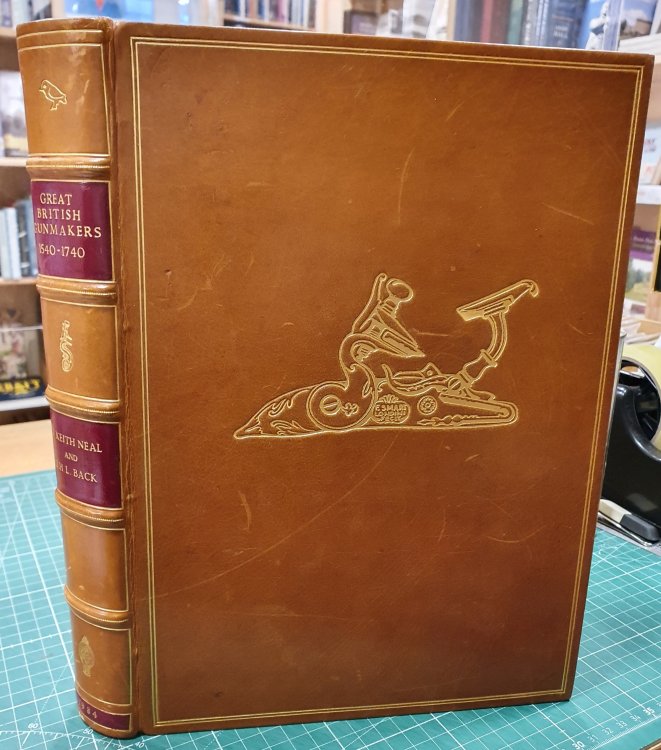 GREAT
BRITISH
GUNMAKERS
1540-1740
KEITH NEAL
AND
H L. BACK